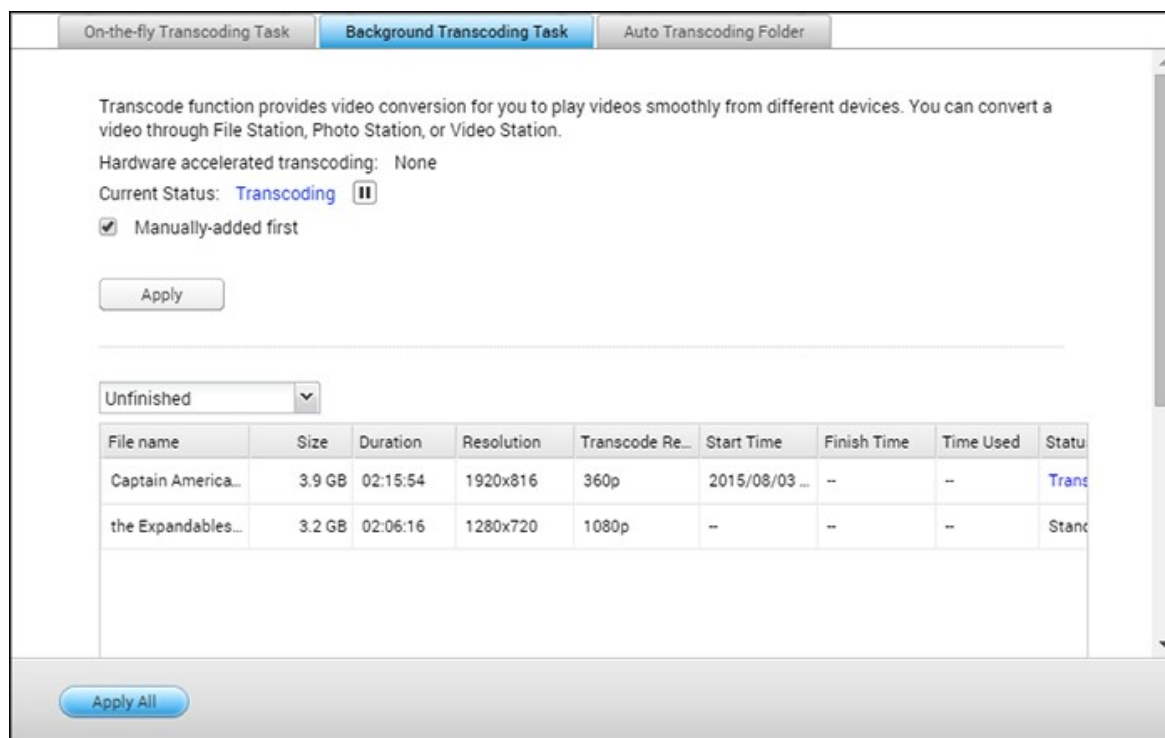 On-the-fly Transcoding Task Background Transcoding Task Auto Transcoding Folder
Transcode function provides video conversion for you to play videos smoothly from different devices. You can convert a
video through File Station, Photo Station, or Video Station.
Hardware accelerated transcoding: None
Current Status: Transcoding
Manually-added first
Apply
Unfinished
File name Size Duration Resolution Transcode Re... Start Time Finish Time Time Used Statu
Captain America... 3.9 GB 02:15:54 1920x816 360p 2015/08/03 ... -- -- Trans
the Expandables... 3.2 GB 02:06:16 1280x720 1080p -- -- -- Stand
Apply All